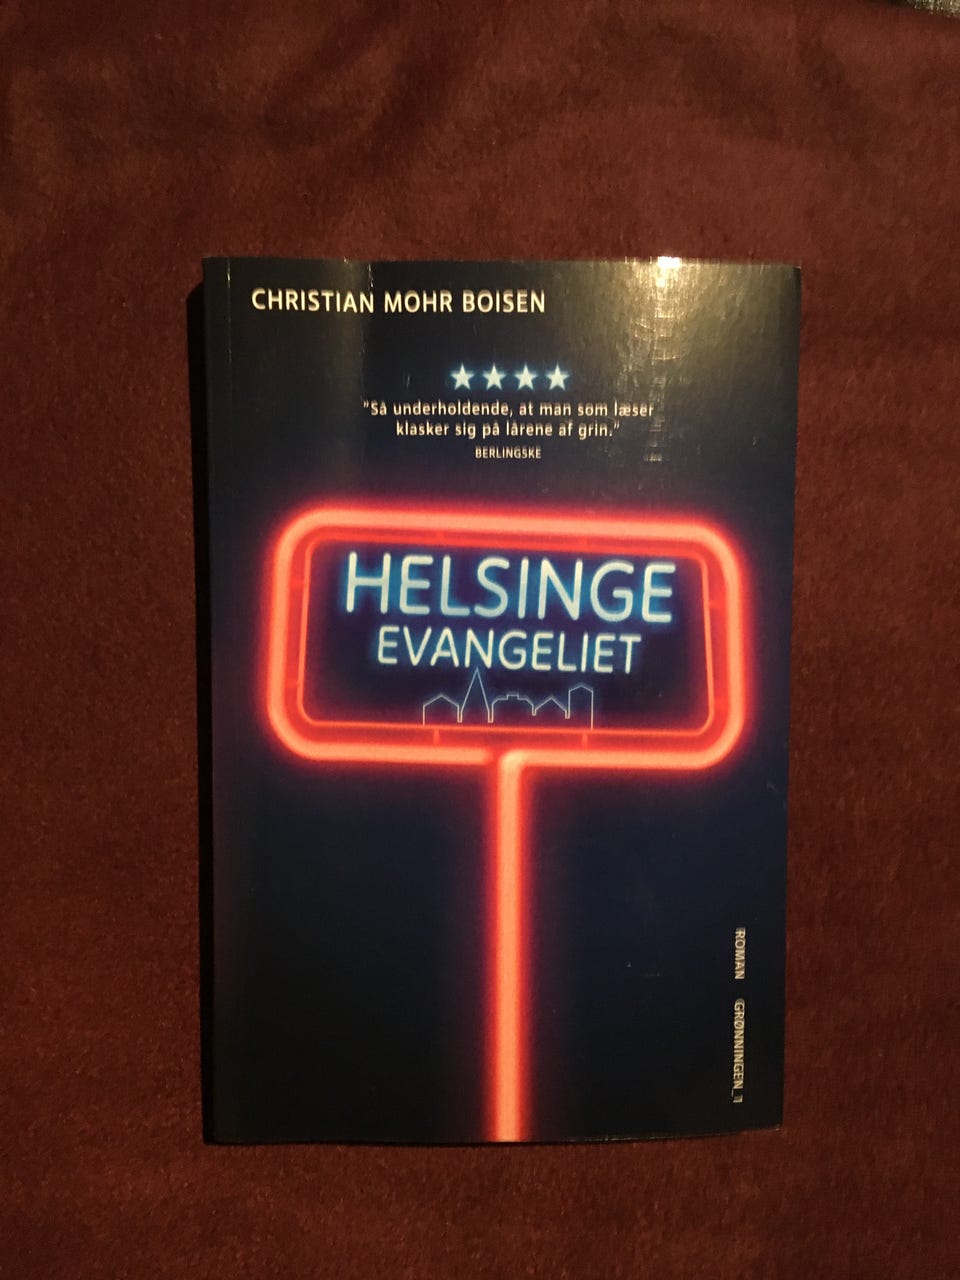 CHRISTIAN MOHR BOISEN
★★★★
"Så underholdende, at man som læser
klasker sig på lårene af grin."
BERLINGSKE
HELSINGE
EVANGELIET
ROMAN GRØNNINGEN_1